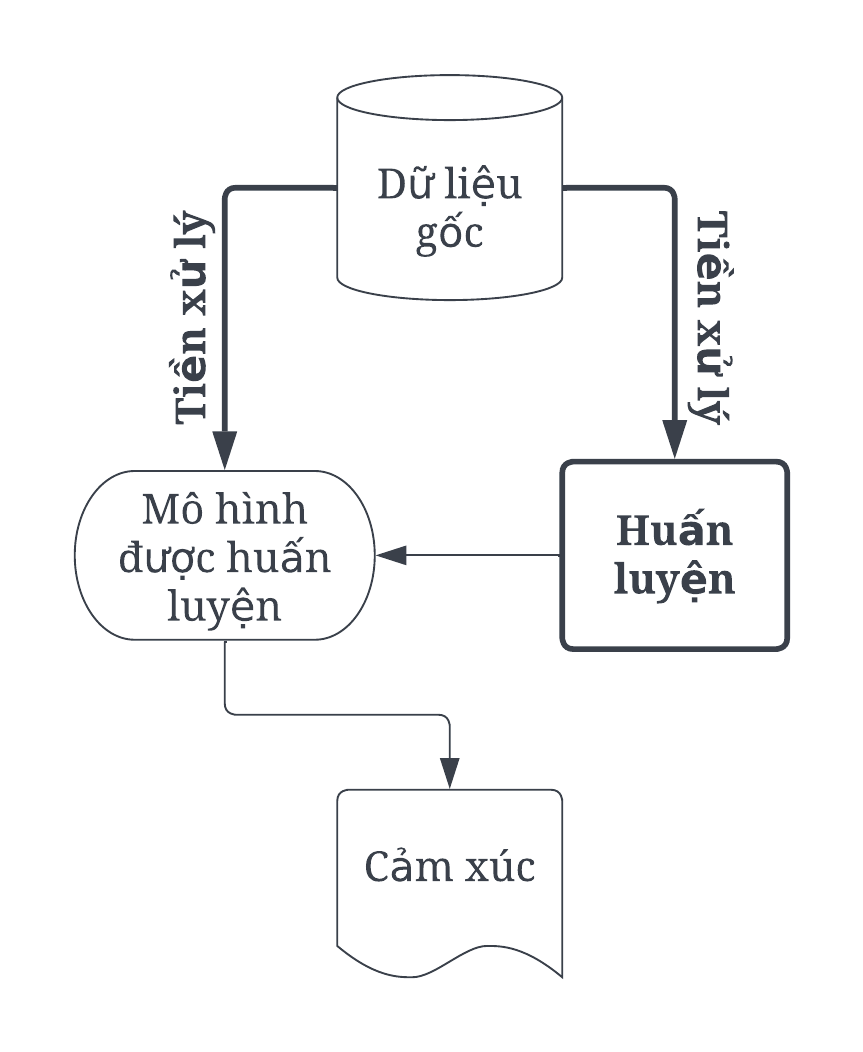 Dữ liệu
gốc
Tiền xử lý
Tiền xử lý
Mô hình
được huấn
luyện
Huấn
luyện
Cảm xúc